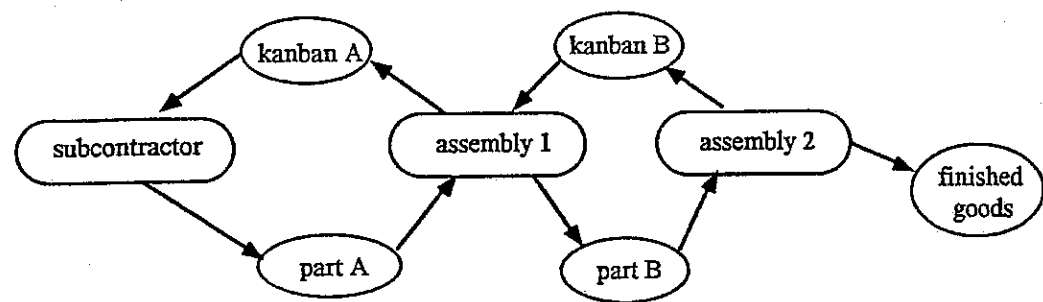 kanban A
kanban B
subcontractor
assembly 1
assembly 2
finished
goods
part A
part B